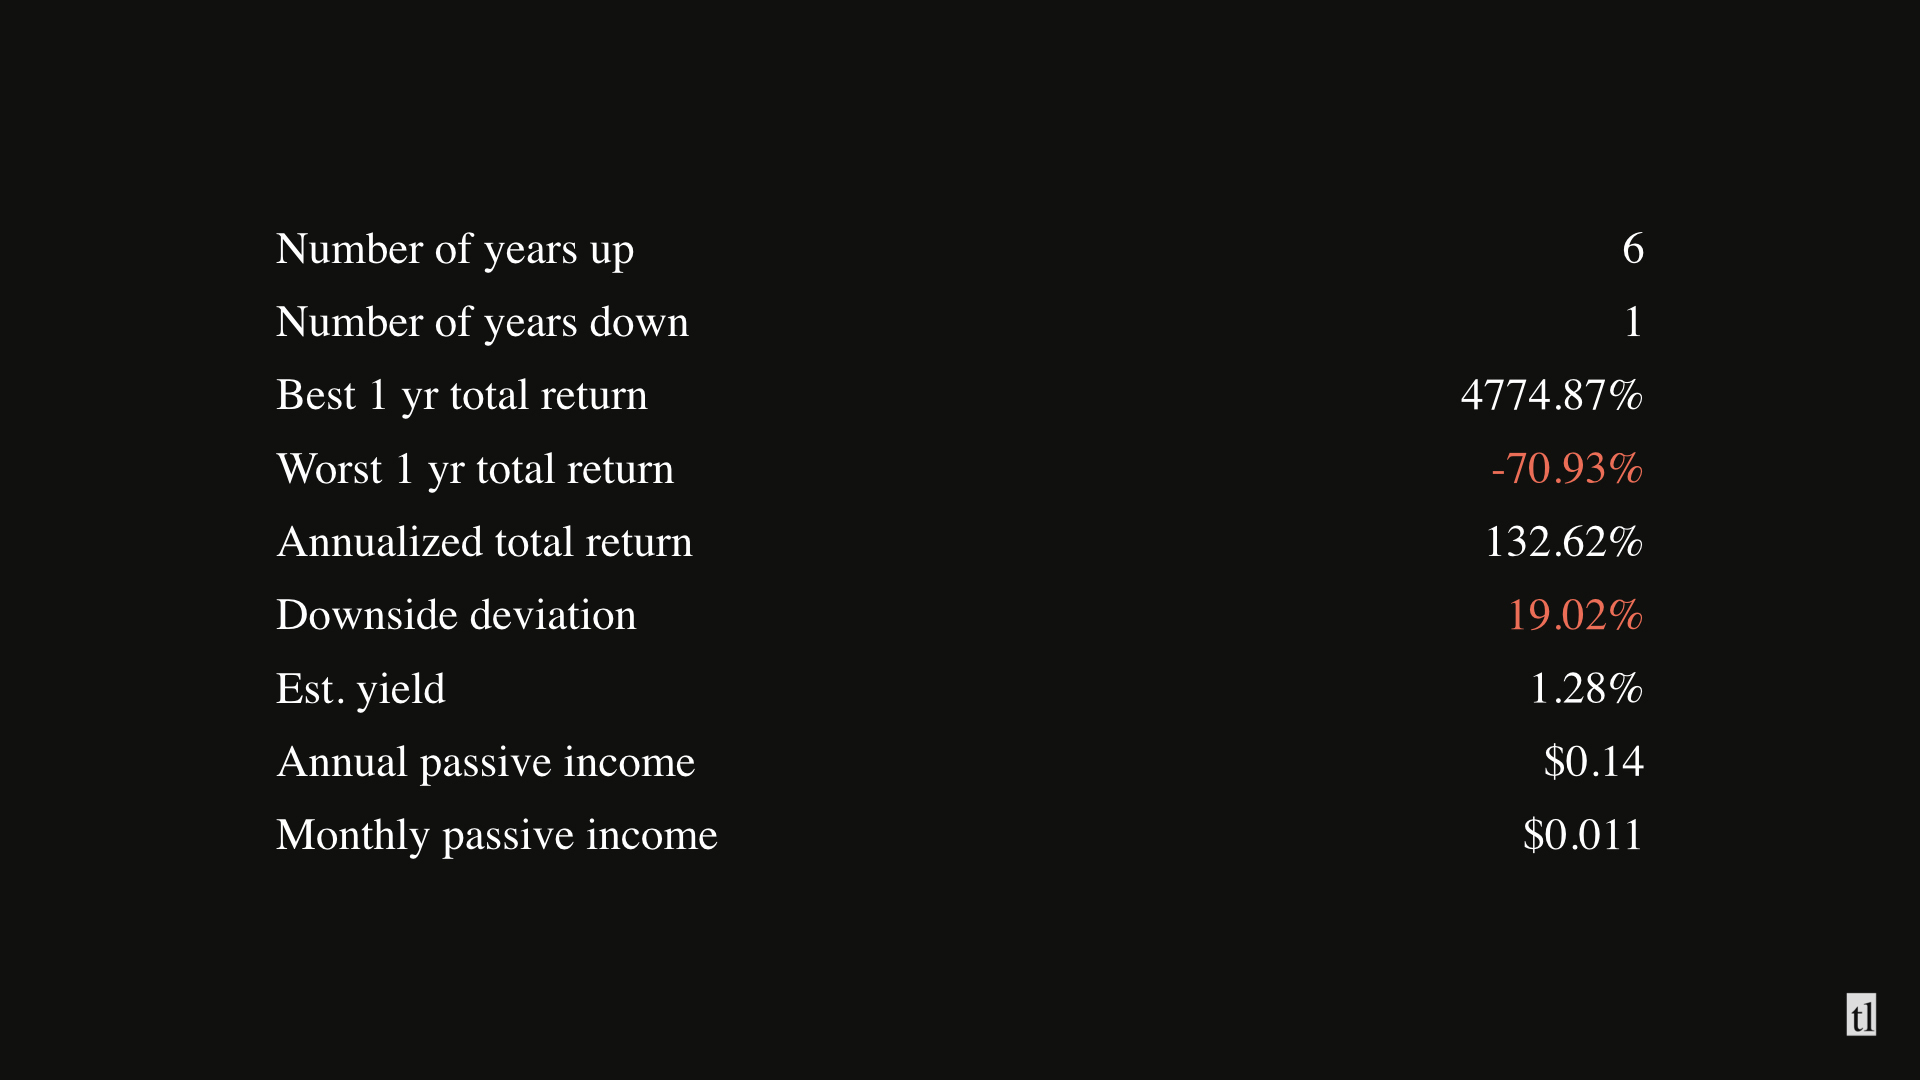 Number of years up 6
Number of years down 1
Best 1 yr total return 4774.87%
Worst 1 yr total return -70.93%
Annualized total return 132.62%
Downside deviation 19.02%
Est. yield 1.28%
Annual passive income $0.14
Monthly passive income $0.011
tl